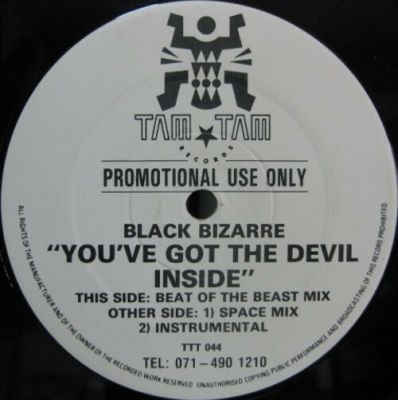 TAM TAM
RECORDS
PROMOTIONAL USE ONLY
BLACK BIZARRE
"YOU'VE GOT THE DEVIL
INSIDE"
THIS SIDE: BEAT OF THE BEAST MIX
OTHER SIDE: 1) SPACE MIX
2) INSTRUMENTAL
TTT 044
TEL: 071-490 1210
ALL RIGHTS OF THE MANUFACTURER AND OF THE OWNER OF THE RECORDED WORK RESERVED UNAUTHORISED COPYING PUBLIC PERFORMANCE AND BROADCASTING OF THIS RECORD PROHIBITED